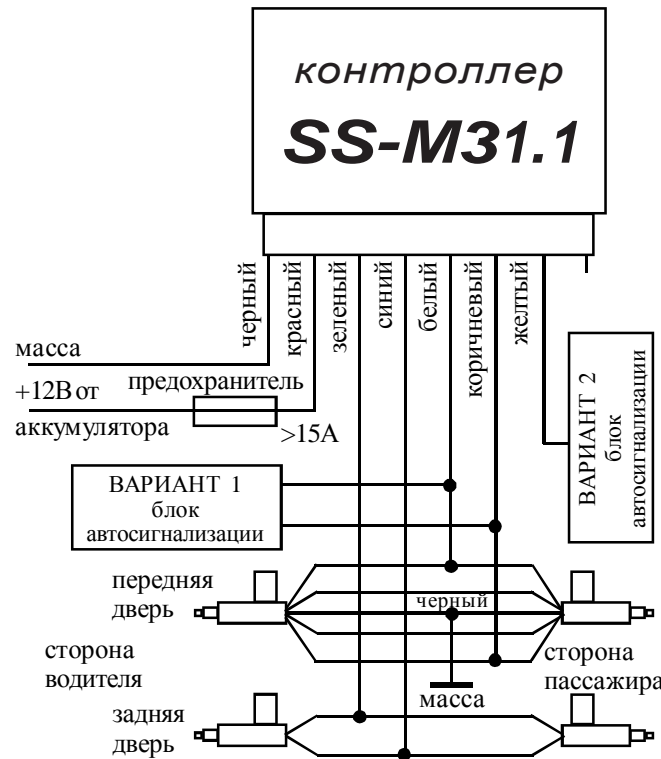 контроллер
SS-M31.1
черный
красный
зеленый
синий
белый
коричневый
желтый
масса
+12В от
аккумулятора
предохранитель
>15А
ВАРИАНТ 1
блок
автосигнализации
ВАРИАНТ 2
блок
автосигнализации
передняя
дверь
черный
сторона
водителя
масса
сторона
пассажира
задняя
дверь